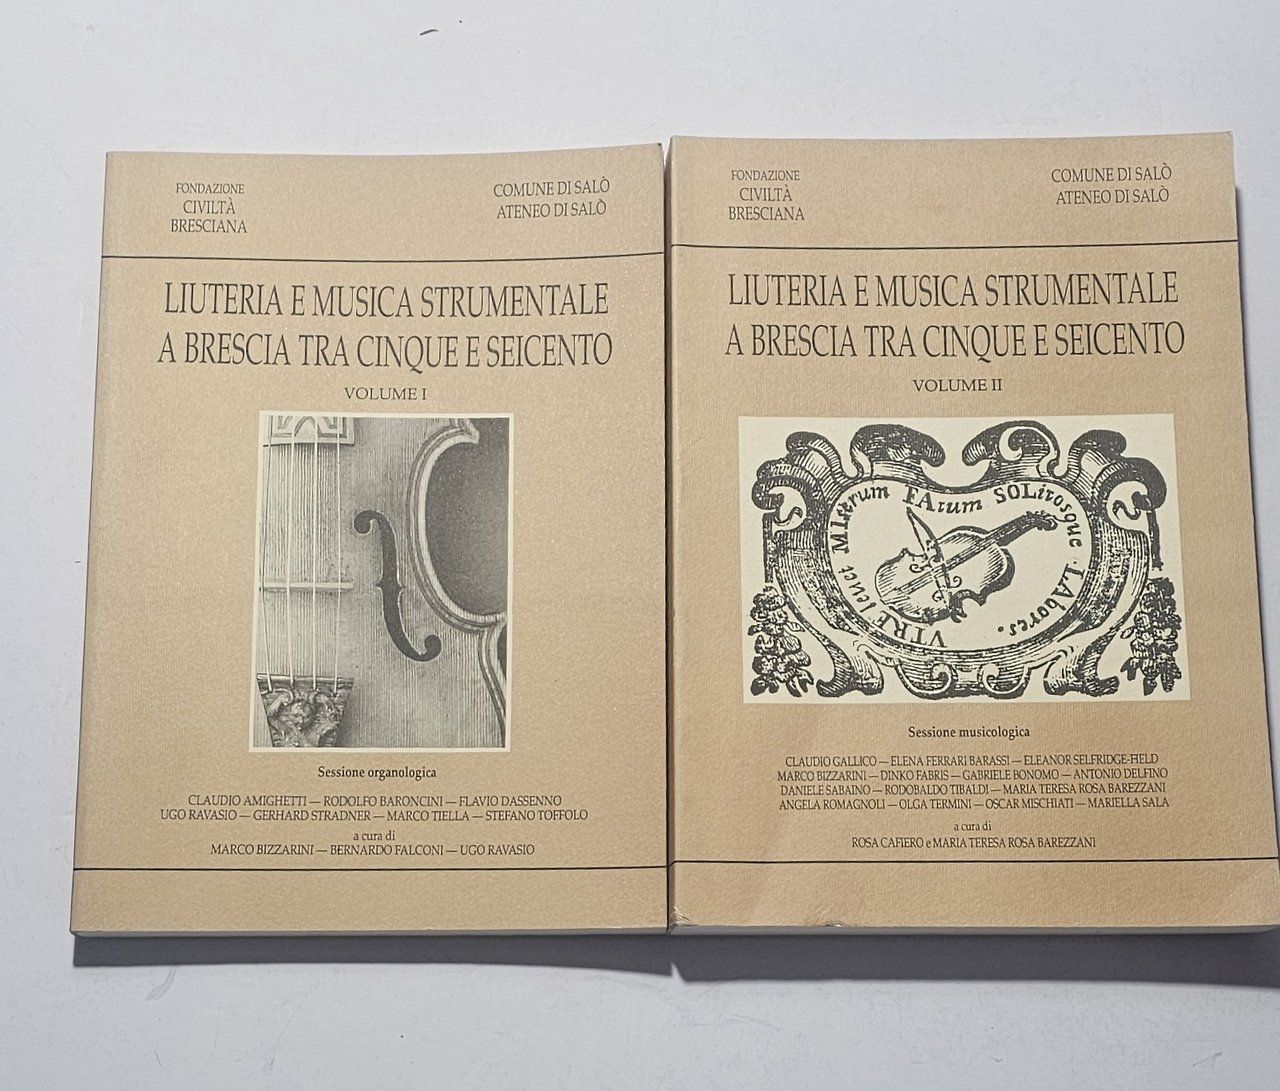 FONDAZIONE
CIVILTÀ
BRESCIANA
COMUNE DI SALÒ
ATENEO DI SALÒ
LIUTERIA E MUSICA STRUMENTALE
A BRESCIA TRA CINQUE E SEICENTO
VOLUME I
Sessione organologica
CLAUDIO AMIGHETTI — RODOLFO BARONCINI — FLAVIO DASSENNO
UGO RAVASIO — GERHARD STRADNER — MARCO TIELLA — STEFANO TOFFOLO
a cura di
MARCO BIZZARINI — BERNARDO FALCONI — UGO RAVASIO
FONDAZIONE
CIVILTÀ
BRESCIANA
COMUNE DI SALÒ
ATENEO DI SALÒ
LIUTERIA E MUSICA STRUMENTALE
A BRESCIA TRA CINQUE E SEICENTO
VOLUME II
VTRElevet MIserum FAtum SOLitosque LAbores.
Sessione musicologica
CLAUDIO GALLICO — ELENA FERRARI BARASSI — ELEANOR SELFRIDGE-FIELD
MARCO BIZZARINI — DINKO FABRIS — GABRIELE BONOMO — ANTONIO DELFINO
DANIELE SABAINO — RODOBALDO TIBALDI — MARIA TERESA ROSA BAREZZANI
ANGELA ROMAGNOLI — OLGA TERMINI — OSCAR MISCHIATI — MARIELLA SALA
a cura di
ROSA CAFIERO e MARIA TERESA ROSA BAREZZANI